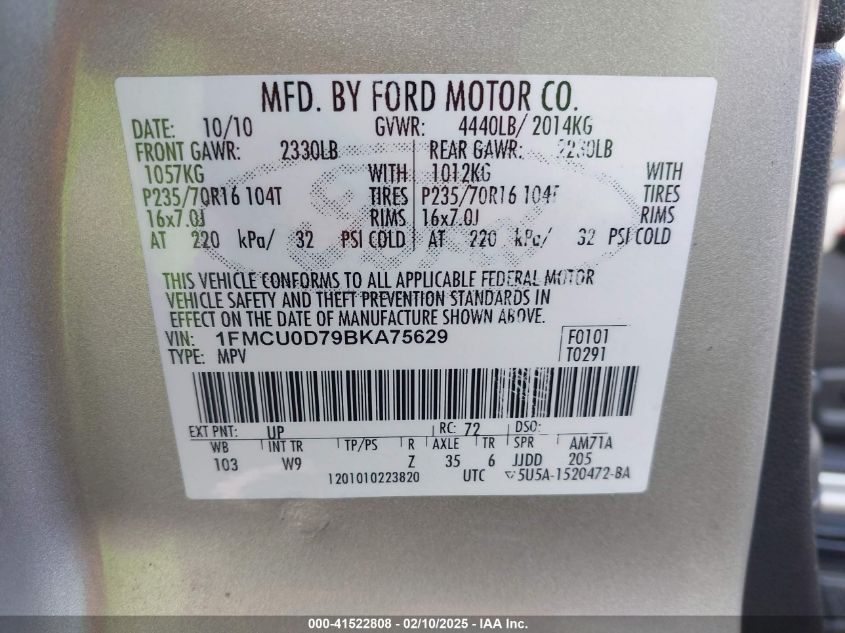 MFD. BY FORD MOTOR CO.
DATE: 10/10 GVWR: 4440LB/ 2014KG
FRONT GAWR: 2330LB REAR GAWR: 2230LB
1057KG WITH 1012KG WITH
P235/70R16 104T TIRES P235/70R16 104T TIRES
16x7.0J RIMS 16x7.0J RIMS
AT 220 kPa/ 32 PSI COLD AT 220 kPa/ 32 PSI COLD
THIS VEHICLE CONFORMS TO ALL APPLICABLE FEDERAL MOTOR
VEHICLE SAFETY AND THEFT PREVENTION STANDARDS IN
EFFECT ON THE DATE OF MANUFACTURE SHOWN ABOVE.
VIN: 1FMCU0D79BKA75629 F0101
TYPE: MPV T0291
EXT PNT: UP RC: 72 DSO:
WB INT TR TP/PS R AXLE TR SPR AM71A
103 W9 Z 35 6 JJDD 205
1201010223820 UTC 5U5A-1520472-BA
000-41522808 - 02/10/2025 - IAA Inc.